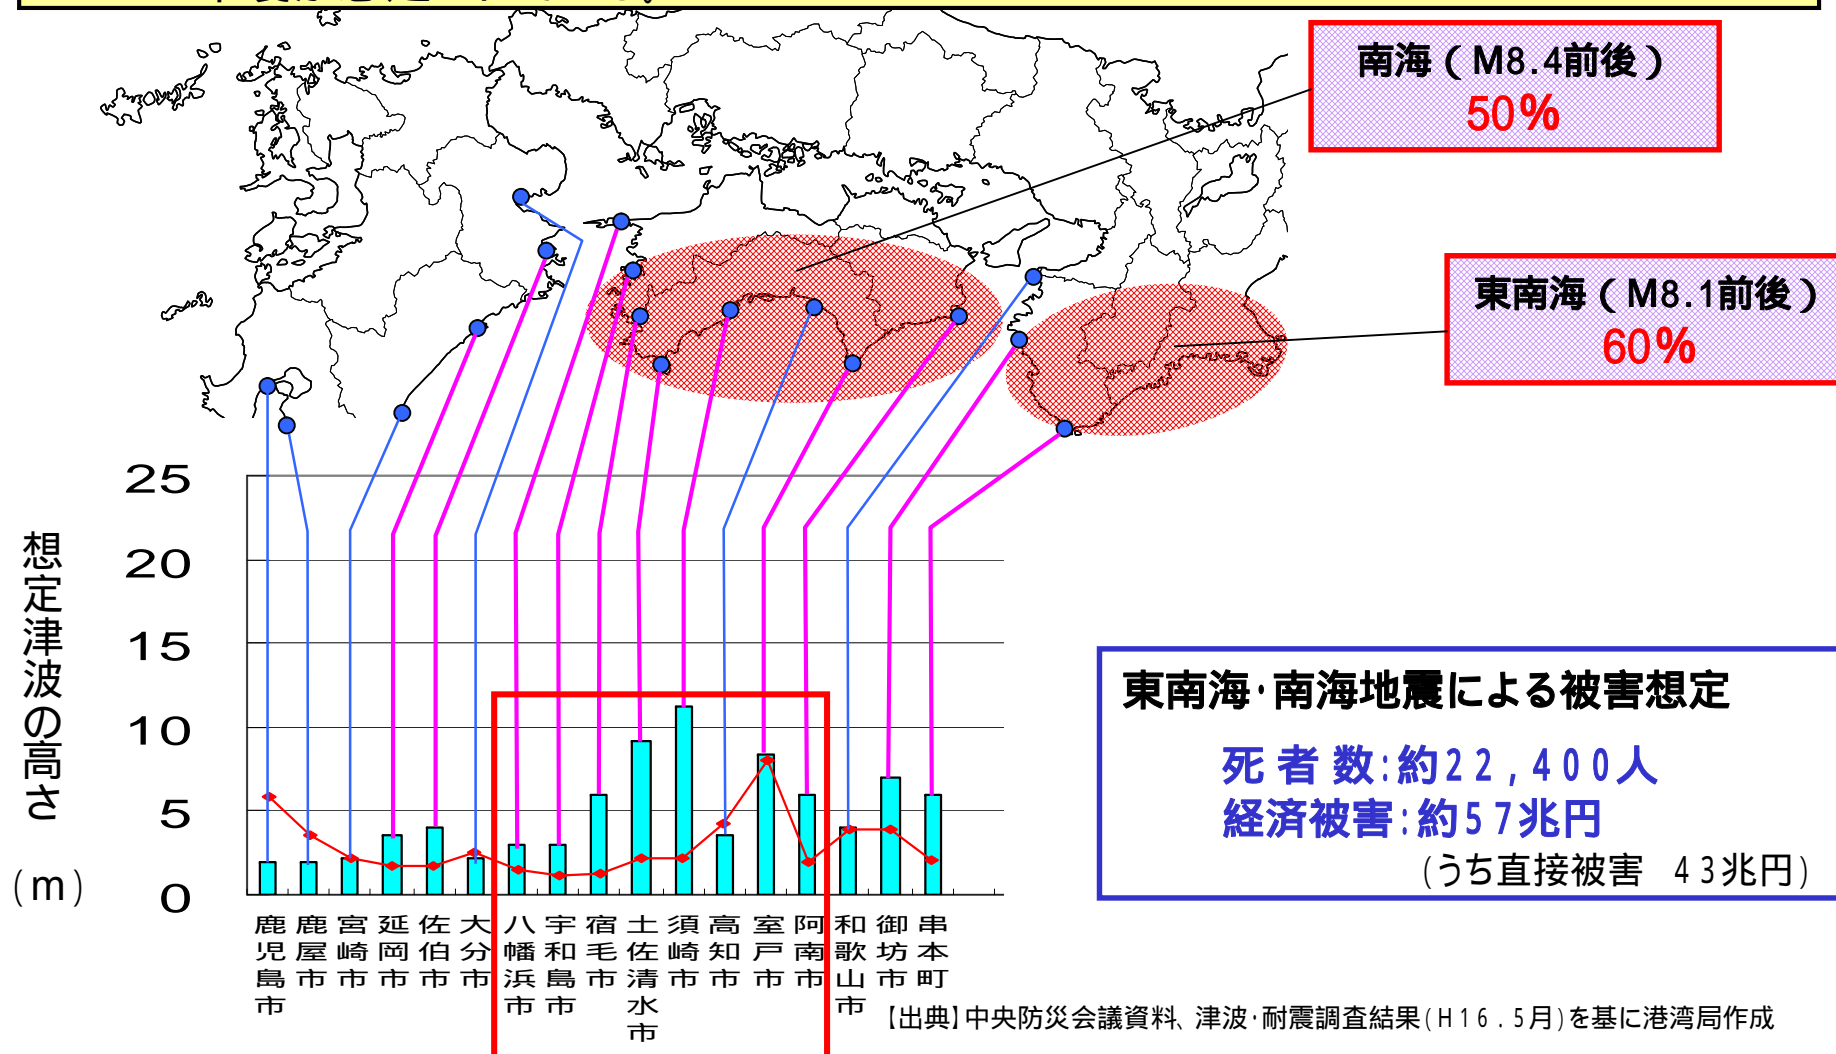 南海（M8.4前後）
50%
東南海（M8.1前後）
60%
25
20
15
10
5
0
想定津波の高さ
(m)
鹿児島市
鹿屋市
宮崎市
延岡市
佐伯市
大分市
八幡浜市
宇和島市
宿毛市
土佐清水市
須崎市
高知市
室戸市
阿南市
和歌山市
御坊市
串本町
東南海・南海地震による被害想定
死者数:約22,400人
経済被害:約57兆円
(うち直接被害　43兆円)
【出典】中央防災会議資料、津波・耐震調査結果(H16.5月)を基に港湾局作成